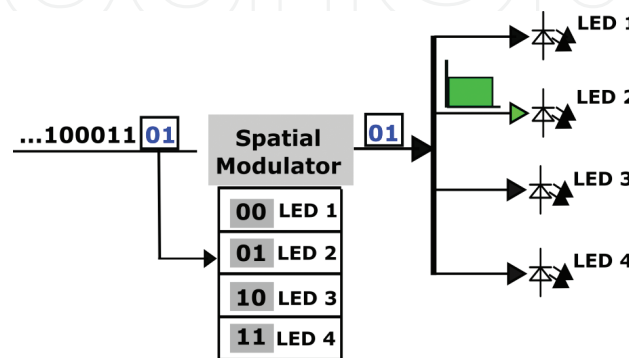 ...100011 01
Spatial
Modulator
00 LED 1
01 LED 2
10 LED 3
11 LED 4
01
LED 1
LED 2
LED 3
LED 4